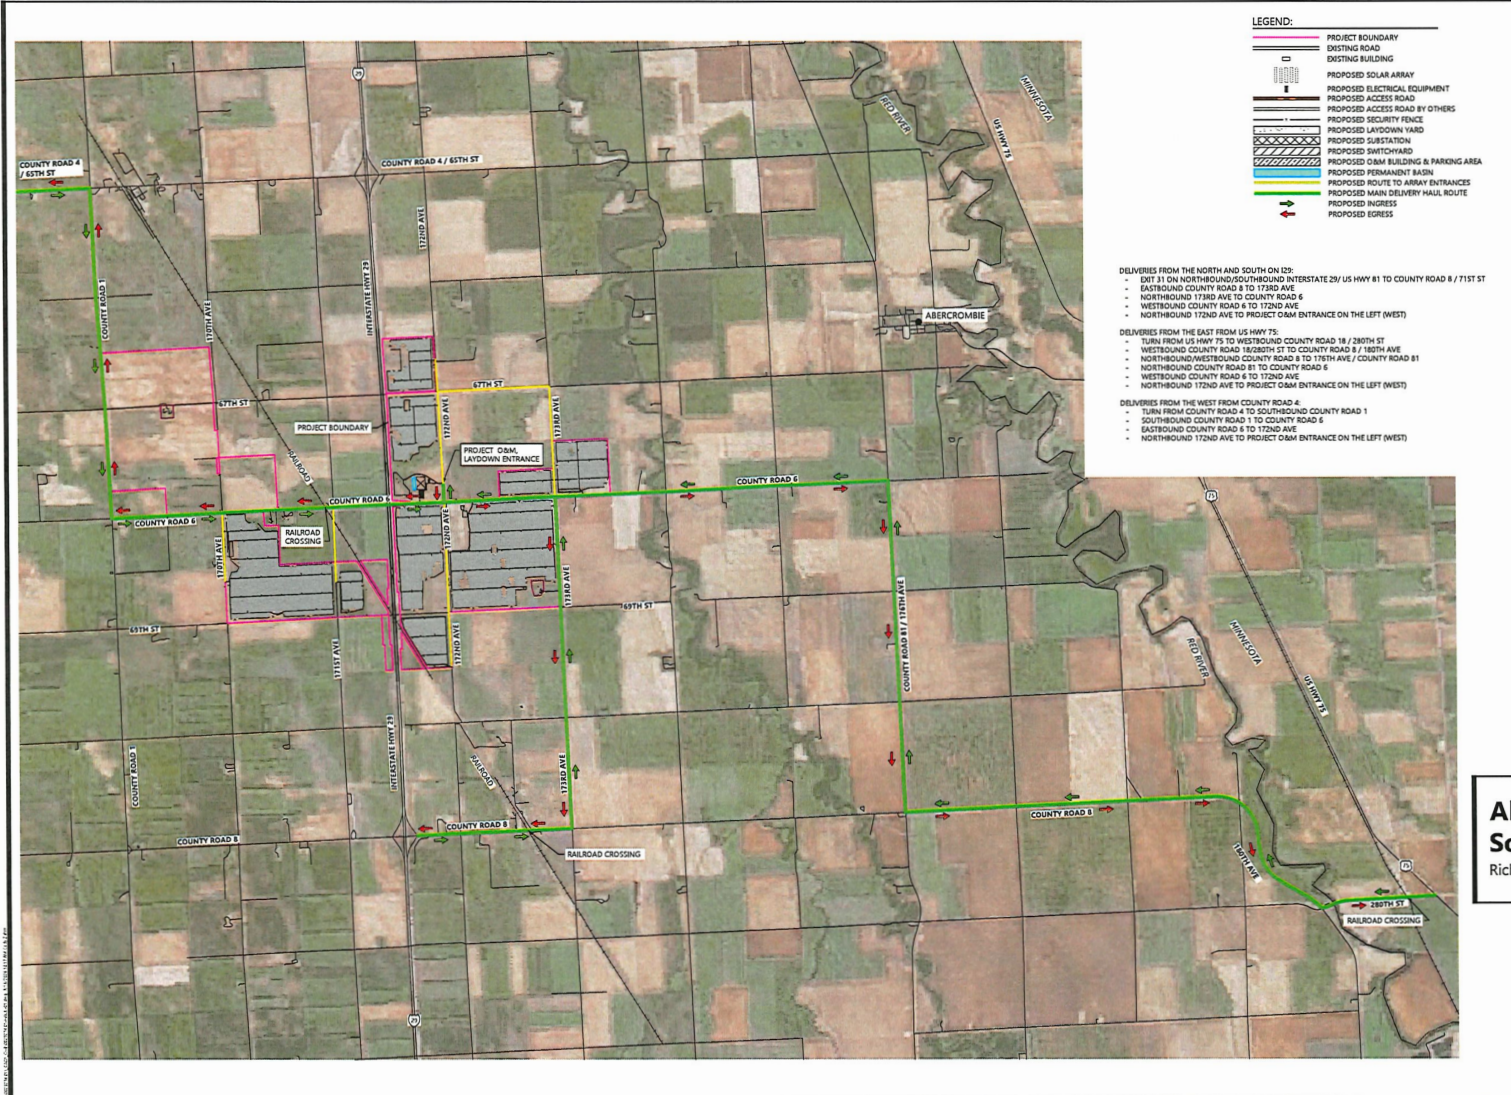 LEGEND:
PROJECT BOUNDARY
EXISTING ROAD
EXISTING BUILDING
PROPOSED SOLAR ARRAY
PROPOSED ELECTRICAL EQUIPMENT
PROPOSED ACCESS ROAD
PROPOSED ACCESS ROAD BY OTHERS
PROPOSED SECURITY FENCE
PROPOSED LAYDOWN YARD
PROPOSED SUBSTATION
PROPOSED SWITCHYARD
PROPOSED O&M BUILDING & PARKING AREA
PROPOSED PERMANENT BASIN
PROPOSED ROUTE TO ARRAY ENTRANCES
PROPOSED MAIN DELIVERY HAUL ROUTE
PROPOSED INGRESS
PROPOSED EGRESS
DELIVERIES FROM THE NORTH AND SOUTH ON I29:
- EXIT 31 ON NORTHBOUND/SOUTHBOUND INTERSTATE 29/ US HWY 81 TO COUNTY ROAD 8 / 71ST ST
- EASTBOUND COUNTY ROAD 8 TO 173RD AVE
- NORTHBOUND 173RD AVE TO COUNTY ROAD 6
- WESTBOUND COUNTY ROAD 6 TO 172ND AVE
- NORTHBOUND 172ND AVE TO PROJECT O&M ENTRANCE ON THE LEFT (WEST)
DELIVERIES FROM THE EAST FROM US HWY 75:
- TURN FROM US HWY 75 TO WESTBOUND COUNTY ROAD 18 / 280TH ST
- WESTBOUND COUNTY ROAD 18/280TH ST TO COUNTY ROAD 8 / 180TH AVE
- NORTHBOUND/WESTBOUND COUNTY ROAD 8 TO 176TH AVE / COUNTY ROAD 81
- NORTHBOUND COUNTY ROAD 81 TO COUNTY ROAD 6
- WESTBOUND COUNTY ROAD 6 TO 172ND AVE
- NORTHBOUND 172ND AVE TO PROJECT O&M ENTRANCE ON THE LEFT (WEST)
DELIVERIES FROM THE WEST FROM COUNTY ROAD 4:
- TURN FROM COUNTY ROAD 4 TO SOUTHBOUND COUNTY ROAD 1
- SOUTHBOUND COUNTY ROAD 1 TO COUNTY ROAD 6
- EASTBOUND COUNTY ROAD 6 TO 172ND AVE
- NORTHBOUND 172ND AVE TO PROJECT O&M ENTRANCE ON THE LEFT (WEST)
29
RED RIVER
MINNESOTA
US HWY 75
COUNTY ROAD 4
/ 65TH ST
COUNTY ROAD 4 / 65TH ST
172ND AVE
INTERSTATE HWY 29
COUNTY ROAD 1
170TH AVE
ABERCROMBIE
67TH ST
67TH ST
172ND AVE
173RD AVE
PROJECT BOUNDARY
PROJECT O&M,
LAYDOWN ENTRANCE
RAILROAD
COUNTY ROAD 6
COUNTY ROAD 6
COUNTY ROAD 6
RAILROAD
CROSSING
170TH AVE
172ND AVE
173RD AVE
75
69TH ST
69TH ST
171ST AVE
172ND AVE
COUNTY ROAD 81 / 176TH AVE
RED RIVER
MINNESOTA
US HWY 75
COUNTY ROAD 1
INTERSTATE HWY 29
RAILROAD
173RD AVE
COUNTY ROAD 8
COUNTY ROAD 8
COUNTY ROAD 8
RAILROAD CROSSING
180TH AVE
75
280TH ST
RAILROAD CROSSING
29